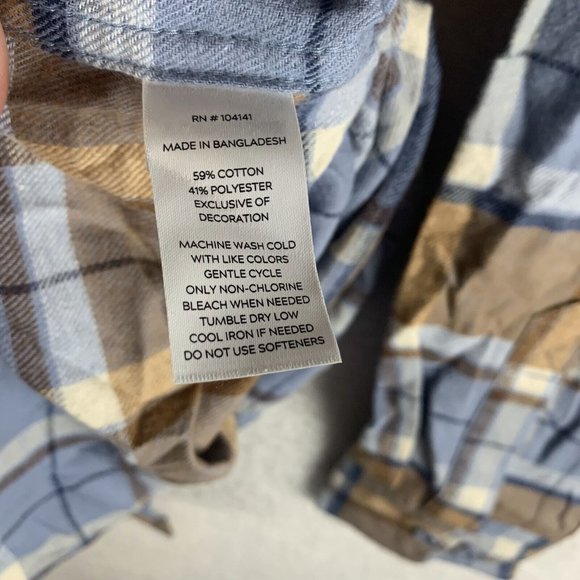 RN # 104141
MADE IN BANGLADESH
59% COTTON
41% POLYESTER
EXCLUSIVE OF
DECORATION
MACHINE WASH COLD
WITH LIKE COLORS
GENTLE CYCLE
ONLY NON-CHLORINE
BLEACH WHEN NEEDED
TUMBLE DRY LOW
COOL IRON IF NEEDED
DO NOT USE SOFTENERS